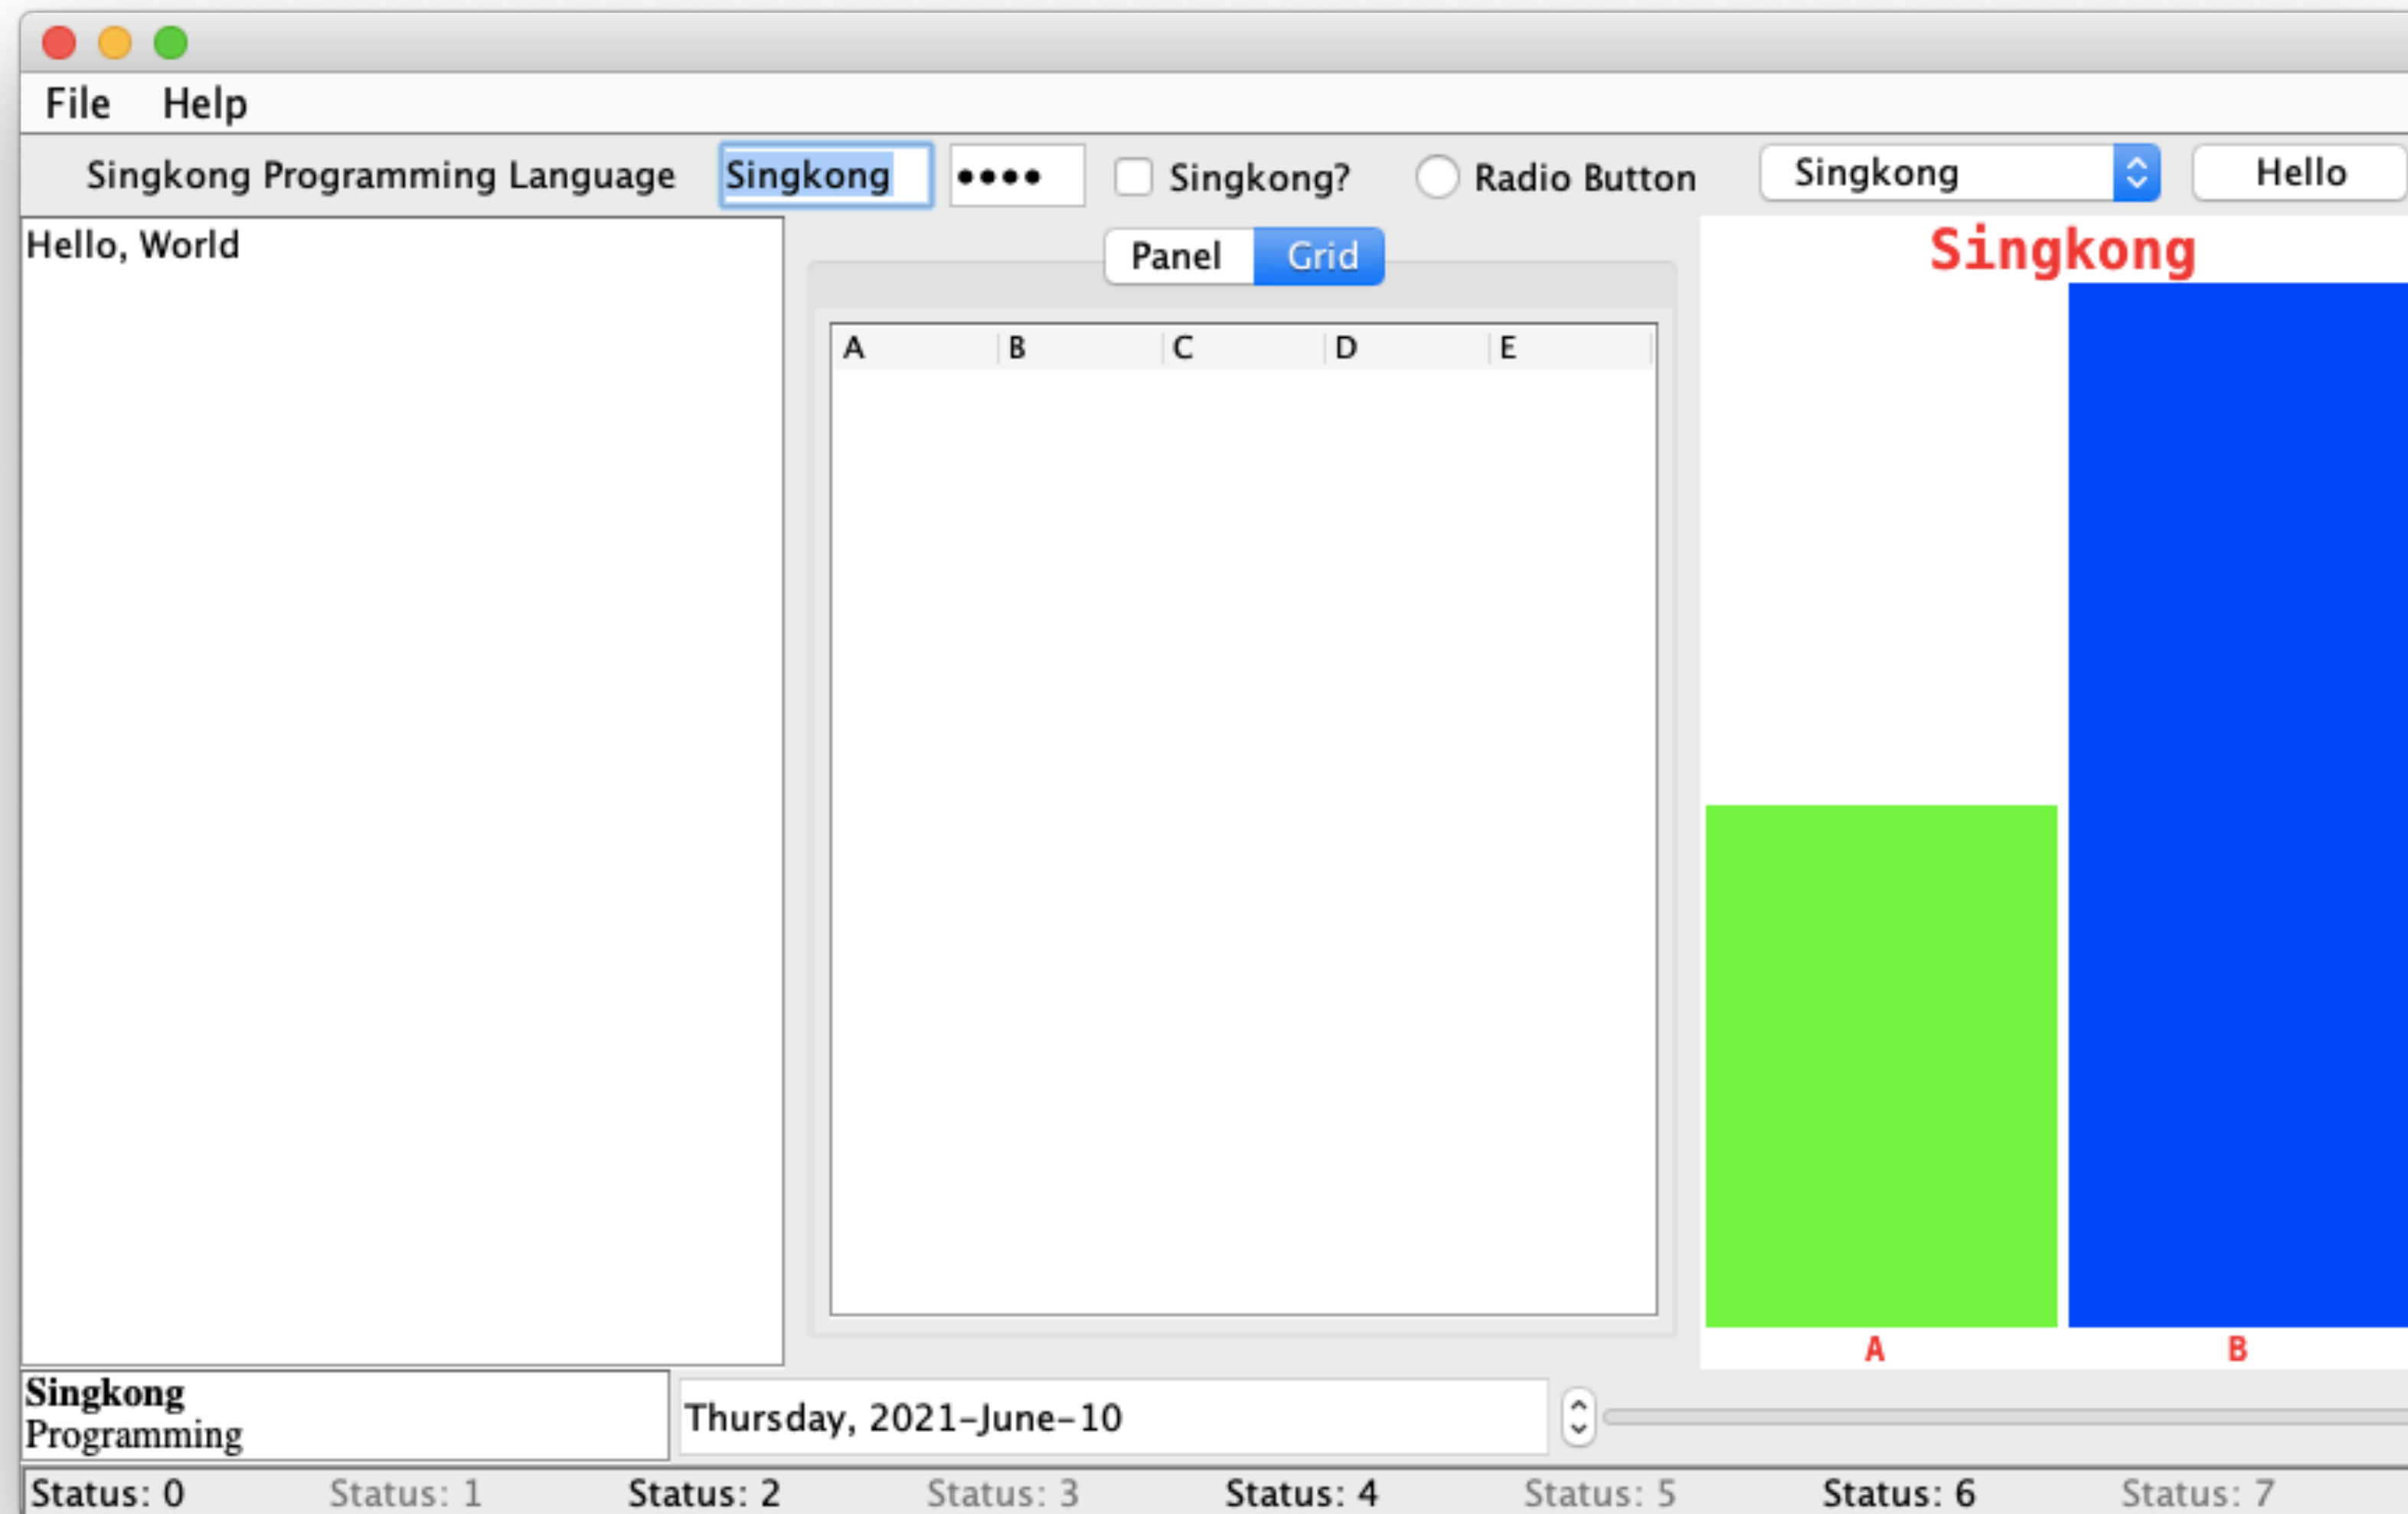 File Help
Singkong Programming Language Singkong •••• Singkong? Radio Button Singkong Hello
Hello, World
Panel Grid
A B C D E
Singkong
A B
Singkong
Programming
Thursday, 2021-June-10
Status: 0 Status: 1 Status: 2 Status: 3 Status: 4 Status: 5 Status: 6 Status: 7